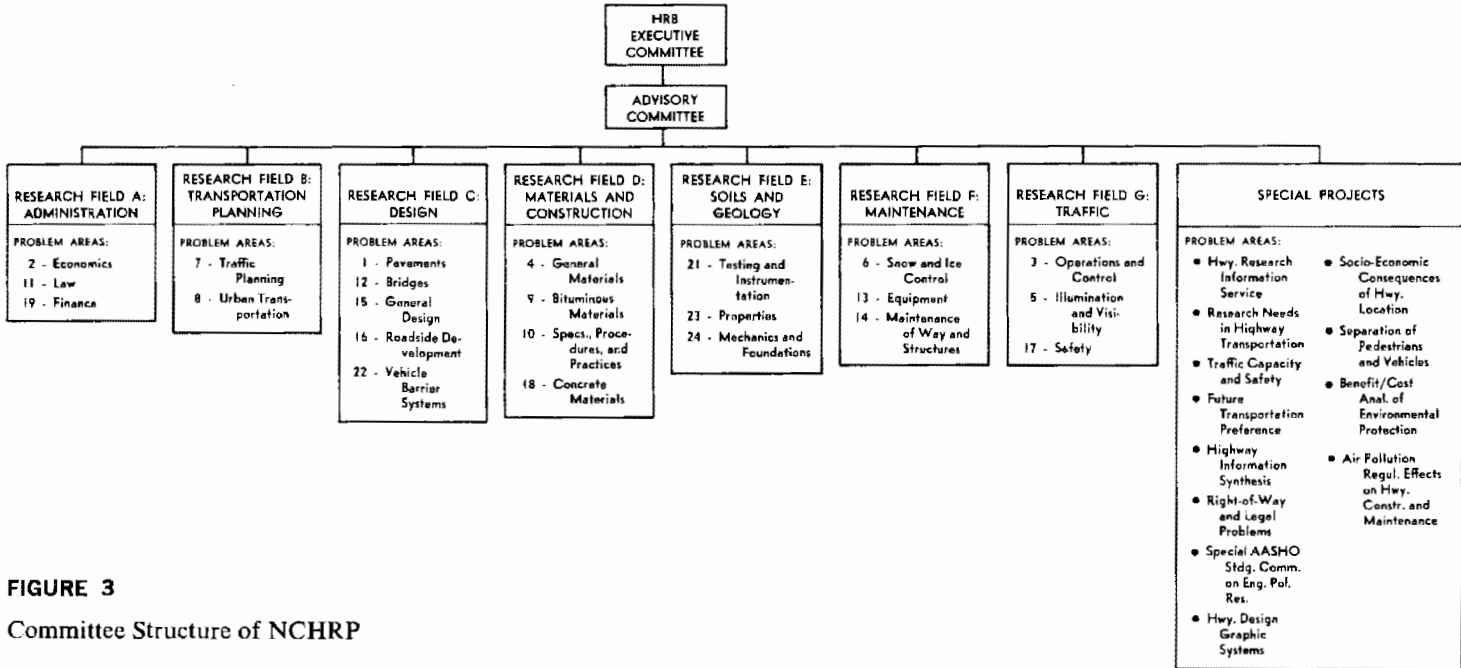 HRB
EXECUTIVE
COMMITTEE
ADVISORY
COMMITTEE
RESEARCH FIELD A:
ADMINISTRATION
PROBLEM AREAS:
2 - Economics
11 - Law
19 - Finance
RESEARCH FIELD B:
TRANSPORTATION
PLANNING
PROBLEM AREAS:
7 - Traffic
Planning
8 - Urban Trans-
portation
RESEARCH FIELD C:
DESIGN
PROBLEM AREAS:
1 - Pavements
12 - Bridges
15 - General
Design
16 - Roadside De-
velopment
22 - Vehicle
Barrier
Systems
RESEARCH FIELD D:
MATERIALS AND
CONSTRUCTION
PROBLEM AREAS:
4 - General
Materials
9 - Bituminous
Materials
10 - Specs., Proce-
dures, and
Practices
18 - Concrete
Materials
RESEARCH FIELD E:
SOILS AND
GEOLOGY
PROBLEM AREAS:
21 - Testing and
Instrumen-
tation
23 - Properties
24 - Mechanics and
Foundations
RESEARCH FIELD F:
MAINTENANCE
PROBLEM AREAS:
6 - Snow and Ice
Control
13 - Equipment
14 - Maintenance
of Way and
Structures
RESEARCH FIELD G:
TRAFFIC
PROBLEM AREAS:
3 - Operations and
Control
5 - Illumination
and Visi-
bility
17 - Safety
SPECIAL PROJECTS
PROBLEM AREAS:
• Hwy. Research
Information
Service
• Research Needs
in Highway
Transportation
• Traffic Capacity
and Safety
• Future
Transportation
Preference
• Highway
Information
Synthesis
• Right-of-Way
and Legal
Problems
• Special AASHO
Stdg. Comm.
on Eng. Pol.
Res.
• Hwy. Design
Graphic
Systems
• Socio-Economic
Consequences
of Hwy.
Location
• Separation of
Pedestrians
and Vehicles
• Benefit/Cost
Anal. of
Environmental
Protection
• Air Pollution
Regul. Effects
on Hwy.
Constr. and
Maintenance
FIGURE 3
Committee Structure of NCHRP